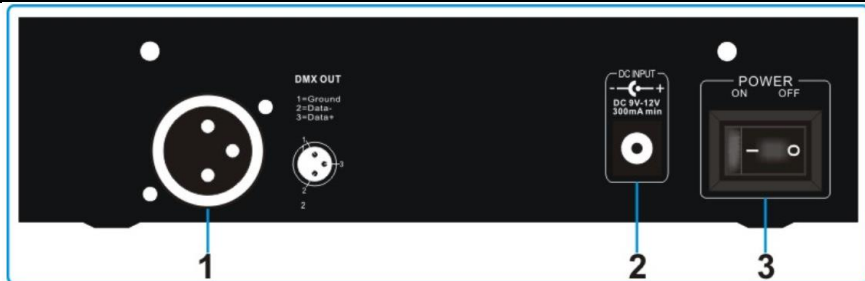 DMX OUT
1=Ground
2=Data-
3=Data+
1
3
2
2
DC INPUT
- +
DC 9V-12V
300mA min
POWER
ON OFF
– O
1 2 3